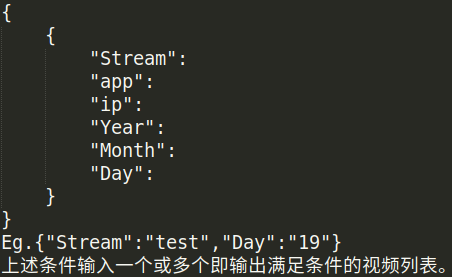 {
{
"Stream":
"app":
"ip":
"Year":
"Month":
"Day":
}
}
Eg.{"Stream":"test","Day":"19"}
上述条件输入一个或多个即输出满足条件的视频列表。